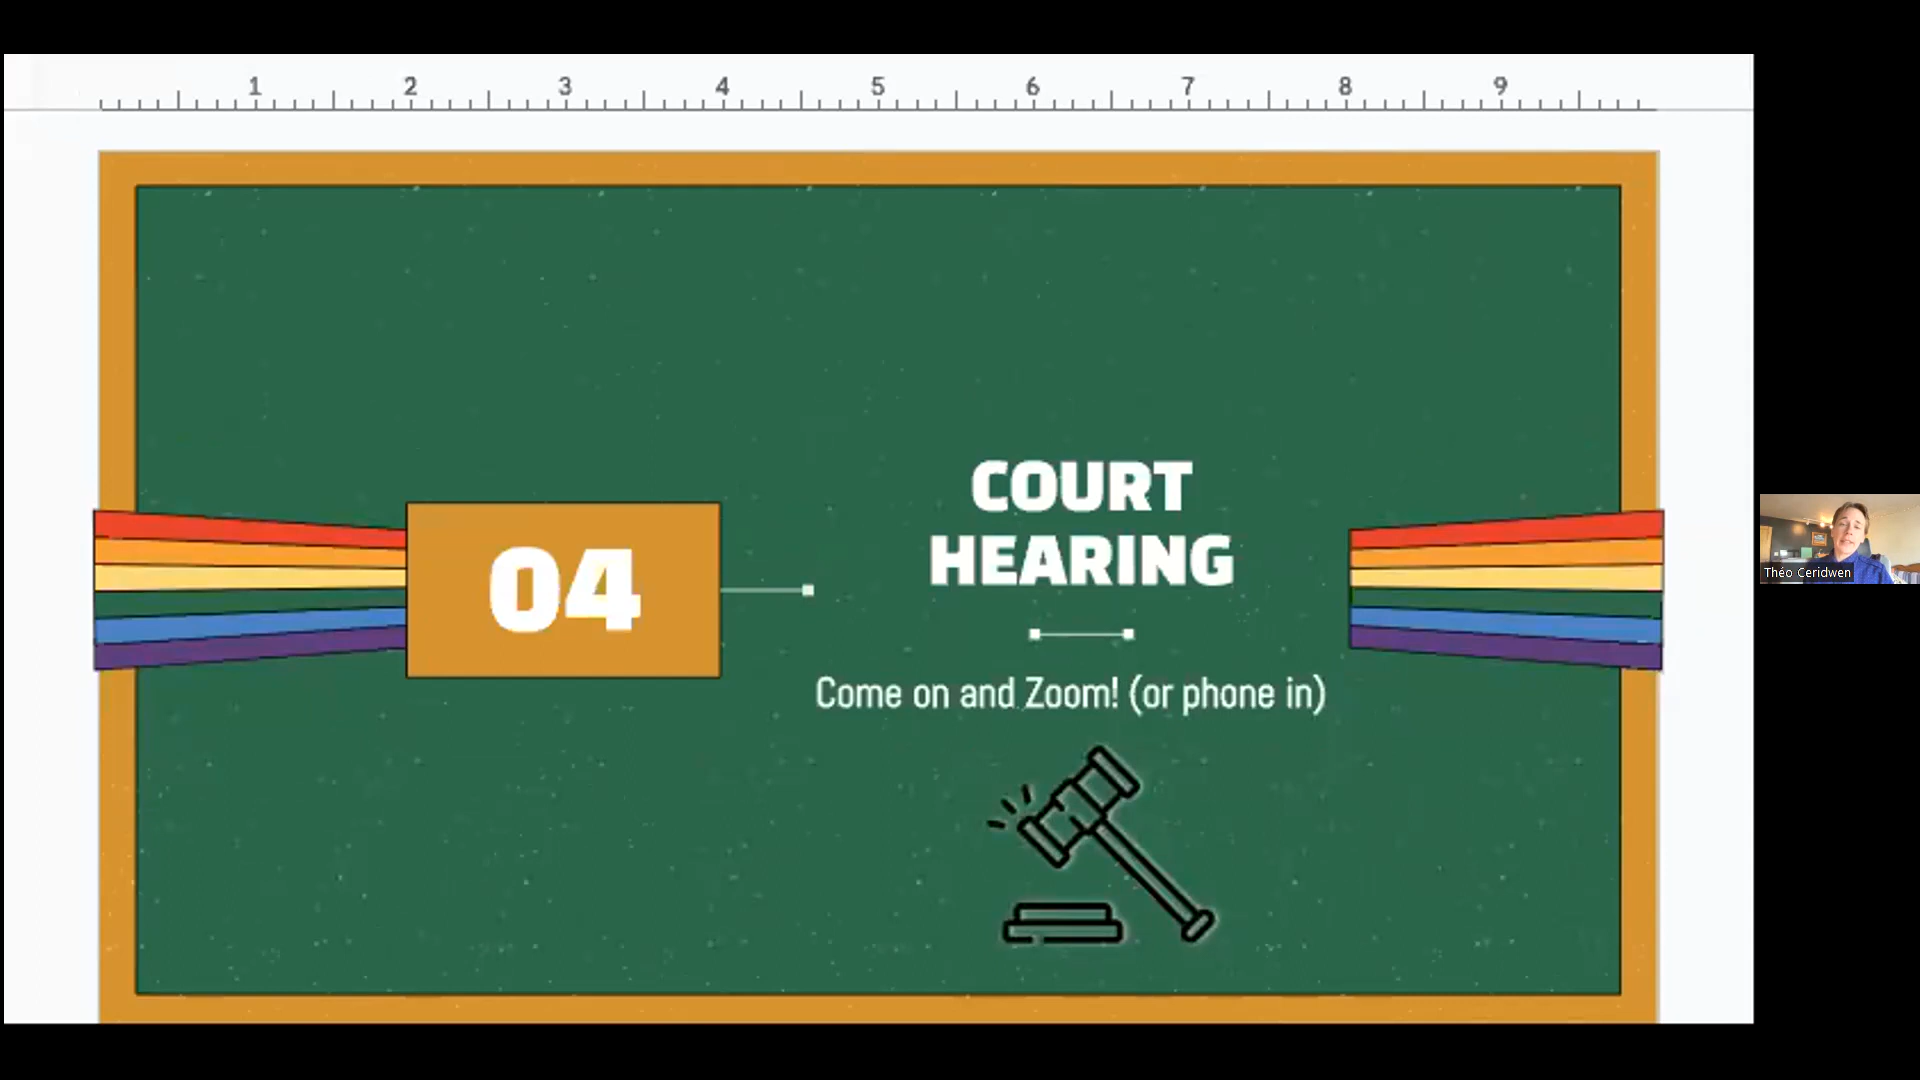 1 2 3 4 5 6 7 8 9
04
COURT
HEARING
Come on and Zoom! (or phone in)
Théo Ceridwen